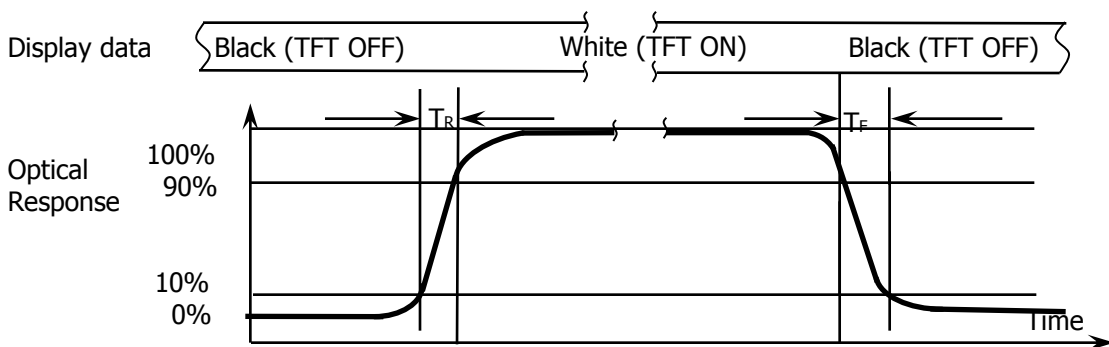 Display data Black (TFT OFF) White (TFT ON) Black (TFT OFF)
TR TF
100%
Optical
Response
90%
10%
0%
Time